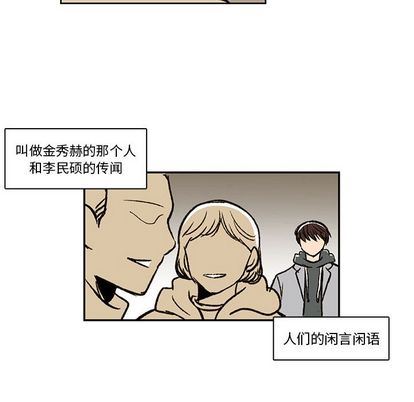 叫做金秀赫的那个人
和李民硕的传闻
人们的闲言闲语